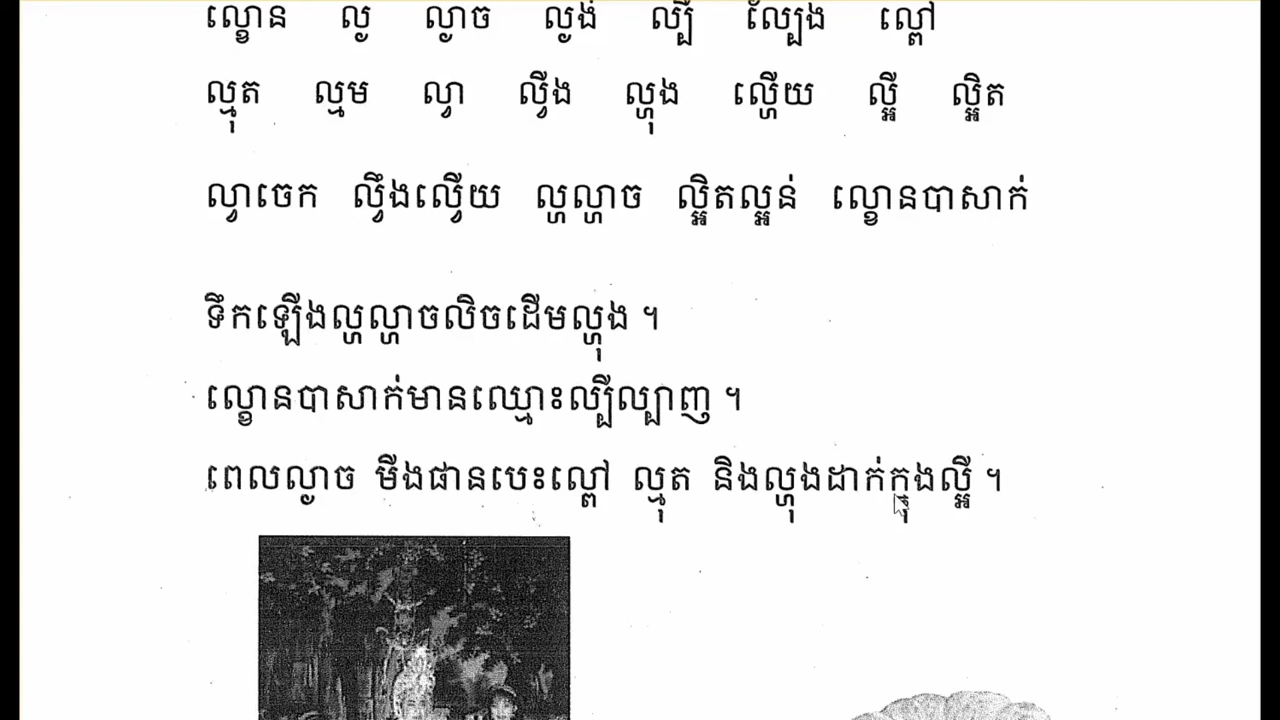 ល្ខោន ល្ង ល្ងាច ល្ងង់ ល្បី ល្បែង ល្ពៅ
ល្មុត ល្មម ល្វា ល្វីង ល្ហុង ល្ហើយ ល្អី ល្អិត
ល្វាចេក ល្វឹងល្វើយ ល្ហល្ហាច ល្អិតល្អន់ ល្ខោនបាសាក់
ទឹកឡើងល្ហល្ហាចលិចដើមល្ហុង ។
ល្ខោនបាសាក់មានឈ្មោះល្បីល្បាញ ។
ពេលល្ងាច មីងផានបេះល្ពៅ ល្មុត និងល្ហុងដាក់ក្នុងល្អី ។